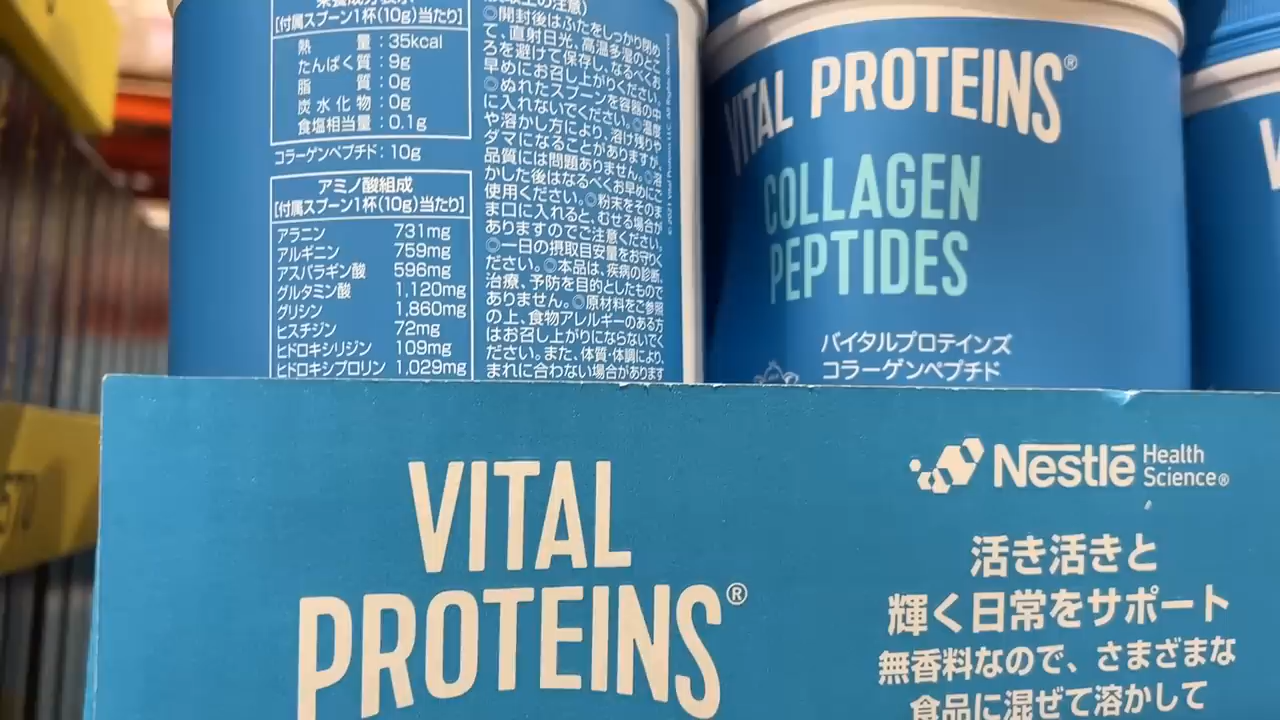 [付属スプーン1杯(10g)当たり]
熱量:35kcal
たんぱく質:9g
脂質:0g
炭水化物:0g
食塩相当量:0.1g
コラーゲンペプチド:10g
アミノ酸組成
[付属スプーン1杯(10g)当たり]
アラニン 731mg
アルギニン 759mg
アスパラギン酸 596mg
グルタミン酸 1,120mg
グリシン 1,860mg
ヒスチジン 72mg
ヒドロキシリジン 109mg
ヒドロキシプロリン 1,029mg
◎開封後はふたをしっかり閉め
て、直射日光、高温多湿のとこ
ろを避けて保存し、なるべくお
早めにお召し上がりください。
◎ぬれたスプーンを容器の中
に入れないでください。◎温度
や溶かし方により、溶け残りや
ダマになることがありますが、
品質には問題ありません。◎溶
かした後はなるべくお早めにご
使用ください。◎粉末をそのま
ま口に入れると、むせる場合が
ありますのでご注意ください。
◎一日の摂取目安量をお守りく
ださい。◎本品は、疾病の診断、
治療、予防を目的としたもので
ありません。◎原材料をご参照
の上、食物アレルギーのある方
はお召し上がりにならないでく
ださい。また、体質・体調により、
まれに合わない場合があります
©2021 Vital Proteins LLC. All Rights Reserved
VITAL PROTEINS®
COLLAGEN
PEPTIDES
バイタルプロテインズ
コラーゲンペプチド
VITAL
PROTEINS®
Nestlé Health
Science®
活き活きと
輝く日常をサポート
無香料なので、さまざまな
食品に混ぜて溶かして